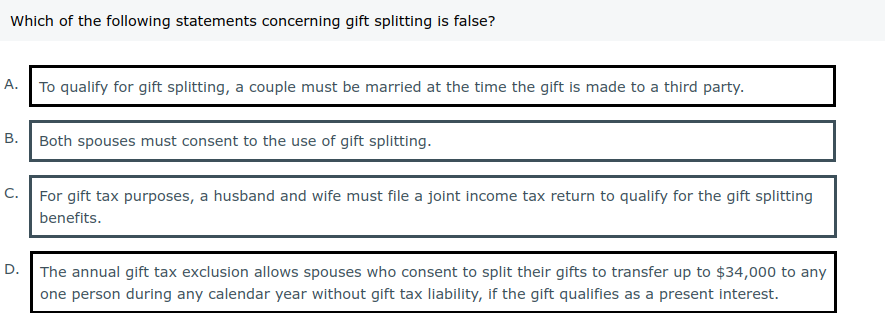 Which of the following statements concerning gift splitting is false?
A. To qualify for gift splitting, a couple must be married at the time the gift is made to a third party.
B. Both spouses must consent to the use of gift splitting.
C. For gift tax purposes, a husband and wife must file a joint income tax return to qualify for the gift splitting
benefits.
D. The annual gift tax exclusion allows spouses who consent to split their gifts to transfer up to $34,000 to any
one person during any calendar year without gift tax liability, if the gift qualifies as a present interest.